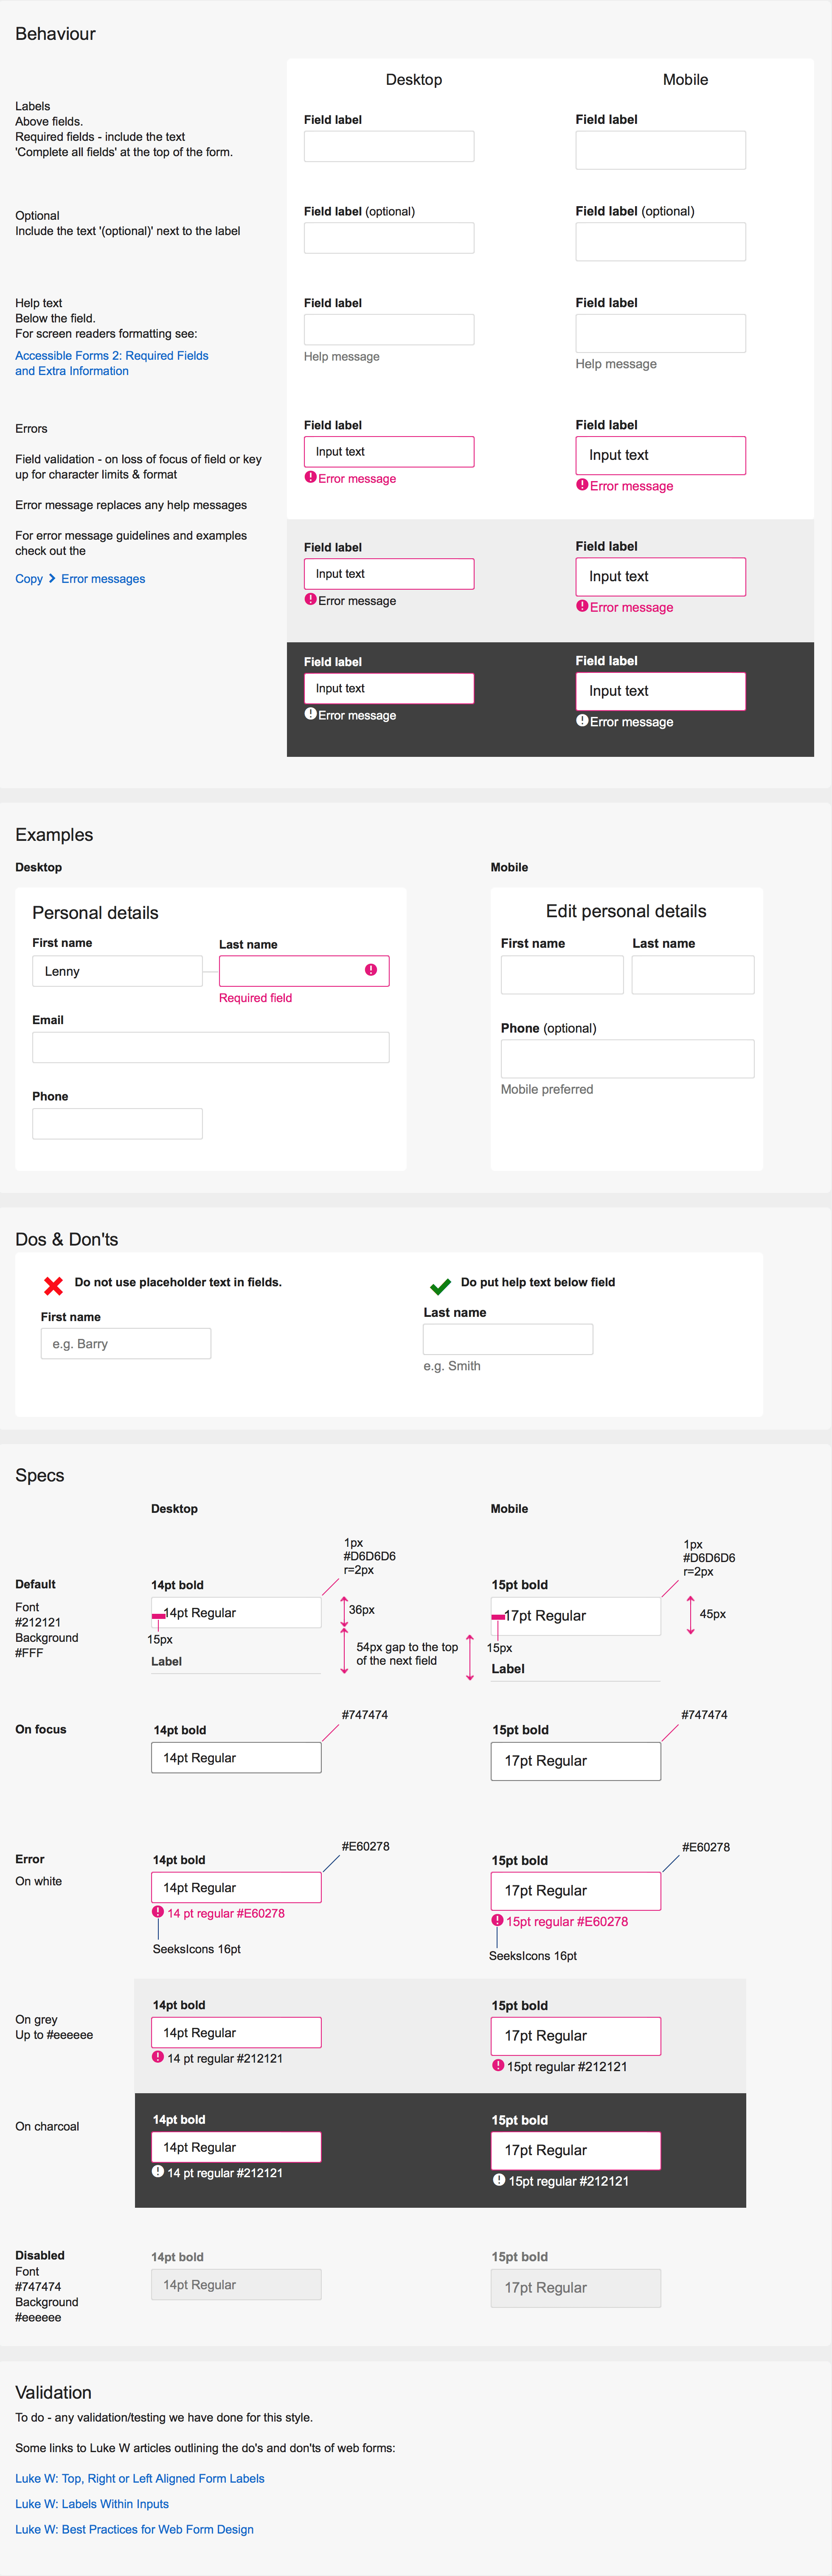 Behaviour
Desktop
Mobile
Labels
Above fields.
Required fields - include the text
'Complete all fields' at the top of the form.
Field label
Field label
Optional
Include the text '(optional)' next to the label
Field label (optional)
Field label (optional)
Help text
Below the field.
For screen readers formatting see:
Accessible Forms 2: Required Fields
and Extra Information
Field label
Help message
Field label
Help message
Errors
Field validation - on loss of focus of field or key
up for character limits & format
Error message replaces any help messages
For error message guidelines and examples
check out the
Copy > Error messages
Field label
Input text
Error message
Field label
Input text
Error message
Field label
Input text
Error message
Field label
Input text
Error message
Field label
Input text
Error message
Field label
Input text
Error message
Examples
Desktop
Mobile
Personal details
First name
Lenny
Last name
Required field
Email
Phone
Edit personal details
First name
Last name
Phone (optional)
Mobile preferred
Dos & Don'ts
Do not use placeholder text in fields.
First name
e.g. Barry
Do put help text below field
Last name
e.g. Smith
Specs
Desktop
Mobile
Default
Font
#212121
Background
#FFF
1px
#D6D6D6
r=2px
14pt bold
14pt Regular
36px
15px
54px gap to the top
of the next field
Label
1px
#D6D6D6
r=2px
15pt bold
17pt Regular
45px
15px
Label
On focus
14pt bold
#747474
14pt Regular
15pt bold
#747474
17pt Regular
Error
On white
14pt bold
#E60278
14pt Regular
14 pt regular #E60278
SeeksIcons 16pt
15pt bold
#E60278
17pt Regular
15pt regular #E60278
SeeksIcons 16pt
On grey
Up to #eeeeee
14pt bold
14pt Regular
14 pt regular #212121
15pt bold
17pt Regular
15pt regular #212121
On charcoal
14pt bold
14pt Regular
14 pt regular #212121
15pt bold
17pt Regular
15pt regular #212121
Disabled
Font
#747474
Background
#eeeeee
14pt bold
14pt Regular
15pt bold
17pt Regular
Validation
To do - any validation/testing we have done for this style.
Some links to Luke W articles outlining the do's and don'ts of web forms:
Luke W: Top, Right or Left Aligned Form Labels
Luke W: Labels Within Inputs
Luke W: Best Practices for Web Form Design